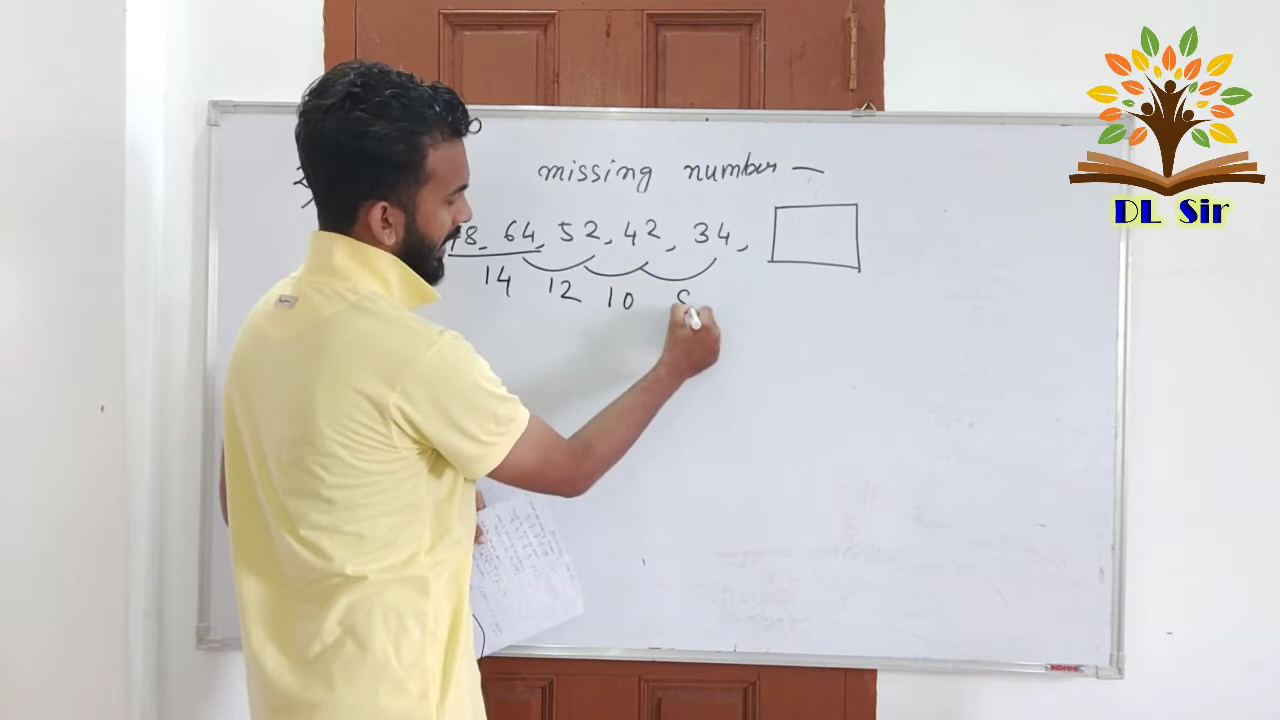 missing number —
78, 64, 52, 42, 34,
14 12 10 8
DL Sir